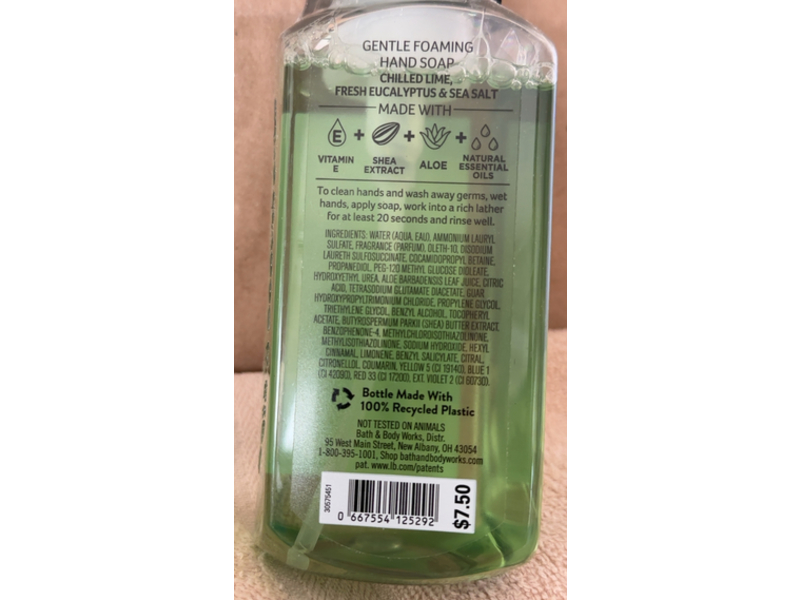 GENTLE FOAMING
HAND SOAP
CHILLED LIME,
FRESH EUCALYPTUS & SEA SALT
MADE WITH
E + + +
VITAMIN E
SHEA EXTRACT
ALOE
NATURAL ESSENTIAL OILS
To clean hands and wash away germs, wet
hands, apply soap, work into a rich lather
for at least 20 seconds and rinse well.
INGREDIENTS: WATER (AQUA, EAU), AMMONIUM LAURYL
SULFATE, FRAGRANCE (PARFUM), OLETH-10, DISODIUM
LAURETH SULFOSUCCINATE, COCAMIDOPROPYL BETAINE,
PROPANEDIOL, PEG-120 METHYL GLUCOSE DIOLEATE,
HYDROXYETHYL UREA, ALOE BARBADENSIS LEAF JUICE, CITRIC
ACID, TETRASODIUM GLUTAMATE DIACETATE, GUAR
HYDROXYPROPYLTRIMONIUM CHLORIDE, PROPYLENE GLYCOL,
TRIETHYLENE GLYCOL, BENZYL ALCOHOL, TOCOPHERYL
ACETATE, BUTYROSPERMUM PARKII (SHEA) BUTTER EXTRACT,
BENZOPHENONE-4, METHYLCHLOROISOTHIAZOLINONE,
METHYLISOTHIAZOLINONE, SODIUM HYDROXIDE, HEXYL
CINNAMAL, LIMONENE, BENZYL SALICYLATE, CITRAL,
CITRONELLOL, COUMARIN, YELLOW 5 (CI 19140), BLUE 1
(CI 42090), RED 33 (CI 17200), EXT. VIOLET 2 (CI 60730).
Bottle Made With
100% Recycled Plastic
NOT TESTED ON ANIMALS
Bath & Body Works, Distr.
95 West Main Street, New Albany, OH 43054
1-800-395-1001, Shop bathandbodyworks.com
pat. www.lb.com/patents
30575451
0 667554 125292
$7.50